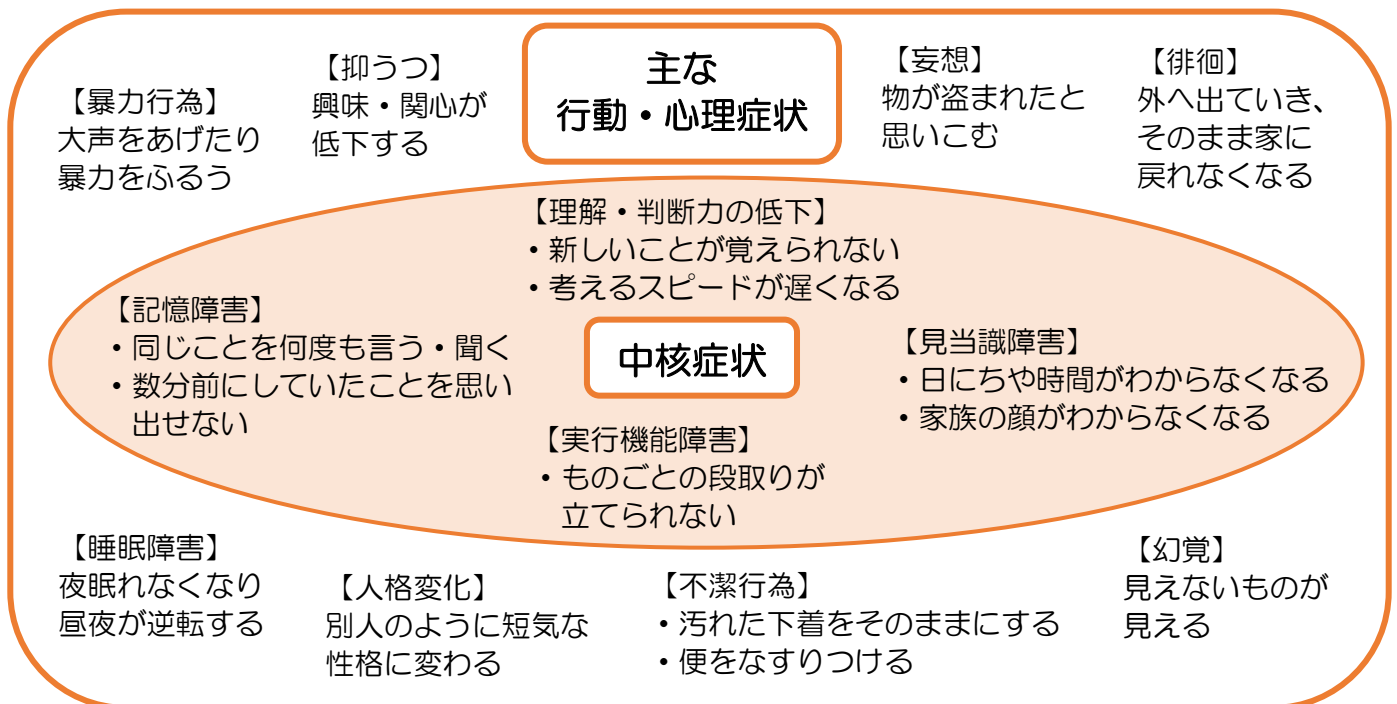 主な
行動・心理症状
【暴力行為】
大声をあげたり
暴力をふるう
【抑うつ】
興味・関心が
低下する
【妄想】
物が盗まれたと
思いこむ
【徘徊】
外へ出ていき、
そのまま家に
戻れなくなる
【理解・判断力の低下】
・新しいことが覚えられない
・考えるスピードが遅くなる
【記憶障害】
・同じことを何度も言う・聞く
・数分前にしていたことを思い
出せない
中核症状
【見当識障害】
・日にちや時間がわからなくなる
・家族の顔がわからなくなる
【実行機能障害】
・ものごとの段取りが
立てられない
【睡眠障害】
夜眠れなくなり
昼夜が逆転する
【人格変化】
別人のように短気な
性格に変わる
【不潔行為】
・汚れた下着をそのままにする
・便をなすりつける
【幻覚】
見えないものが
見える